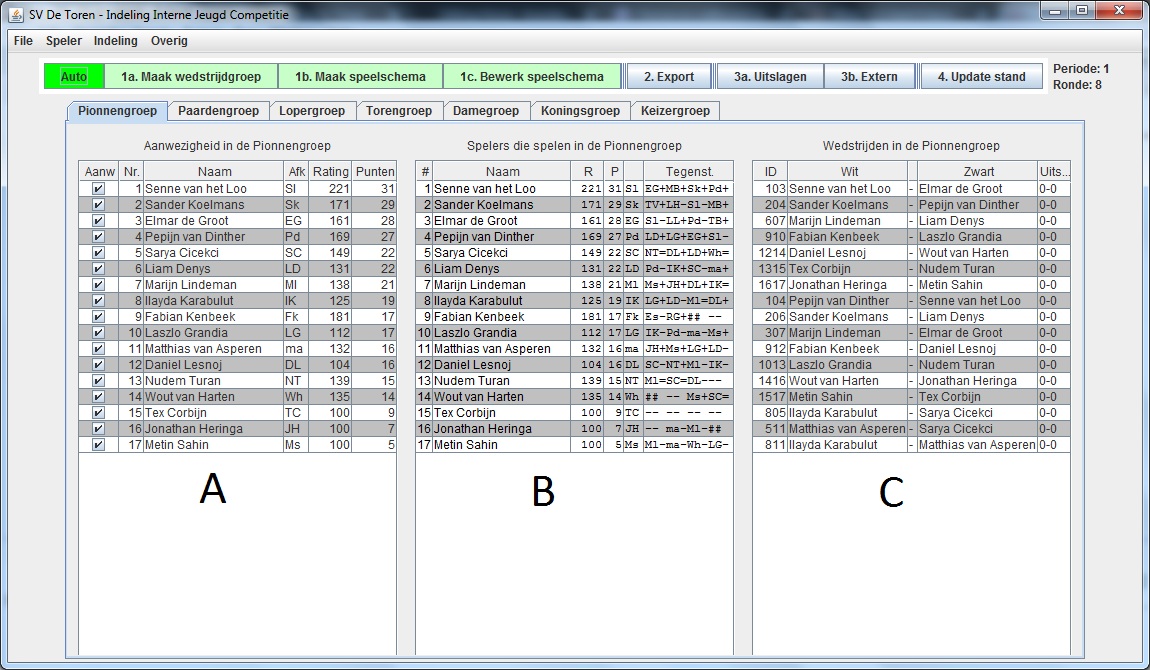 SV De Toren - Indeling Interne Jeugd Competitie
File Speler Indeling Overig
Auto 1a. Maak wedstrijdgroep 1b. Maak speelschema 1c. Bewerk speelschema 2. Export 3a. Uitslagen 3b. Extern 4. Update stand Periode: 1
Ronde: 8
Pionnengroep Paardengroep Lopergroep Torengroep Damegroep Koningsgroep Keizergroep
Aanwezigheid in de Pionnengroep Spelers die spelen in de Pionnengroep Wedstrijden in de Pionnengroep
Aanw Nr. Naam Afk Rating Punten # Naam R P Tegenst. ID Wit Zwart Uits...
1 Senne van het Loo Sl 221 31 1 Senne van het Loo 221 31 Sl EG+MB+Sk+Pd+ 103 Senne van het Loo - Elmar de Groot 0-0
2 Sander Koelmans Sk 171 29 2 Sander Koelmans 171 29 Sk TV+LH-Sl-MB+ 204 Sander Koelmans - Pepijn van Dinther 0-0
3 Elmar de Groot EG 161 28 3 Elmar de Groot 161 28 EG Sl-LL+Pd-TB+ 607 Marijn Lindeman - Liam Denys 0-0
4 Pepijn van Dinther Pd 169 27 4 Pepijn van Dinther 169 27 Pd LD+LG+EG+Sl- 910 Fabian Kenbeek - Laszlo Grandia 0-0
5 Sarya Cicekci SC 149 22 5 Sarya Cicekci 149 22 SC NT=DL+LD+Wh= 1214 Daniel Lesnoj - Wout van Harten 0-0
6 Liam Denys LD 131 22 6 Liam Denys 131 22 LD Pd-IK+SC-ma+ 1315 Tex Corbijn - Nudem Turan 0-0
7 Marijn Lindeman Ml 138 21 7 Marijn Lindeman 138 21 Ml Ms+JH+DL+IK= 1617 Jonathan Heringa - Metin Sahin 0-0
8 Ilayda Karabulut IK 125 19 8 Ilayda Karabulut 125 19 IK LG+LD-Ml=DL+ 104 Pepijn van Dinther - Senne van het Loo 0-0
9 Fabian Kenbeek Fk 181 17 9 Fabian Kenbeek 181 17 Fk Es-RG+## -- 206 Sander Koelmans - Liam Denys 0-0
10 Laszlo Grandia LG 112 17 10 Laszlo Grandia 112 17 LG IK-Pd-ma-Ms+ 307 Marijn Lindeman - Elmar de Groot 0-0
11 Matthias van Asperen ma 132 16 11 Matthias van Asperen 132 16 ma JH+Ms+LG+LD- 912 Fabian Kenbeek - Daniel Lesnoj 0-0
12 Daniel Lesnoj DL 104 16 12 Daniel Lesnoj 104 16 DL SC-NT+Ml-IK- 1013 Laszlo Grandia - Nudem Turan 0-0
13 Nudem Turan NT 139 15 13 Nudem Turan 139 15 NT Ml=SC=DL--- 1416 Wout van Harten - Jonathan Heringa 0-0
14 Wout van Harten Wh 135 14 14 Wout van Harten 135 14 Wh ## -- Ms+SC= 1517 Metin Sahin - Tex Corbijn 0-0
15 Tex Corbijn TC 100 9 15 Tex Corbijn 100 9 TC -- -- -- -- 805 Ilayda Karabulut - Sarya Cicekci 0-0
16 Jonathan Heringa JH 100 7 16 Jonathan Heringa 100 7 JH -- ma-Ml-## 511 Matthias van Asperen - Sarya Cicekci 0-0
17 Metin Sahin Ms 100 5 17 Metin Sahin 100 5 Ms Ml-ma-Wh-LG- 811 Ilayda Karabulut - Matthias van Asperen 0-0
A B C